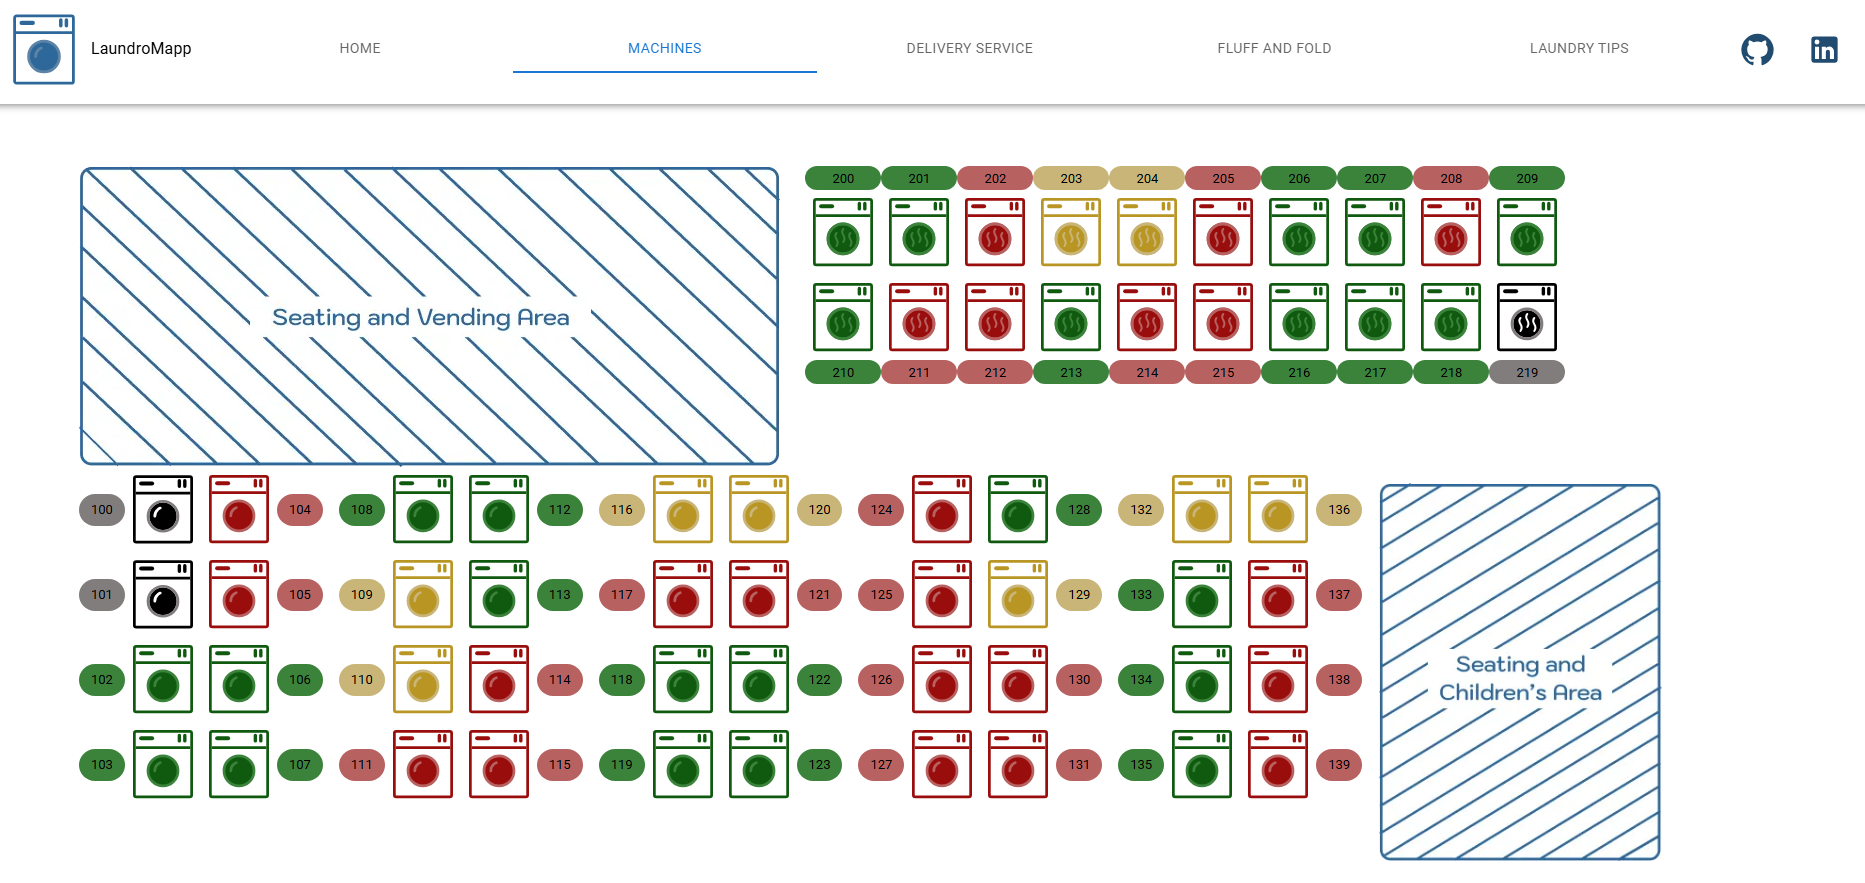 LaundroMapp HOME MACHINES DELIVERY SERVICE FLUFF AND FOLD LAUNDRY TIPS
200 201 202 203 204 205 206 207 208 209
Seating and Vending Area
210 211 212 213 214 215 216 217 218 219
100 104 108 112 116 120 124 128 132 136
101 105 109 113 117 121 125 129 133 137
102 106 110 114 118 122 126 130 134 138
Seating and
Children's Area
103 107 111 115 119 123 127 131 135 139